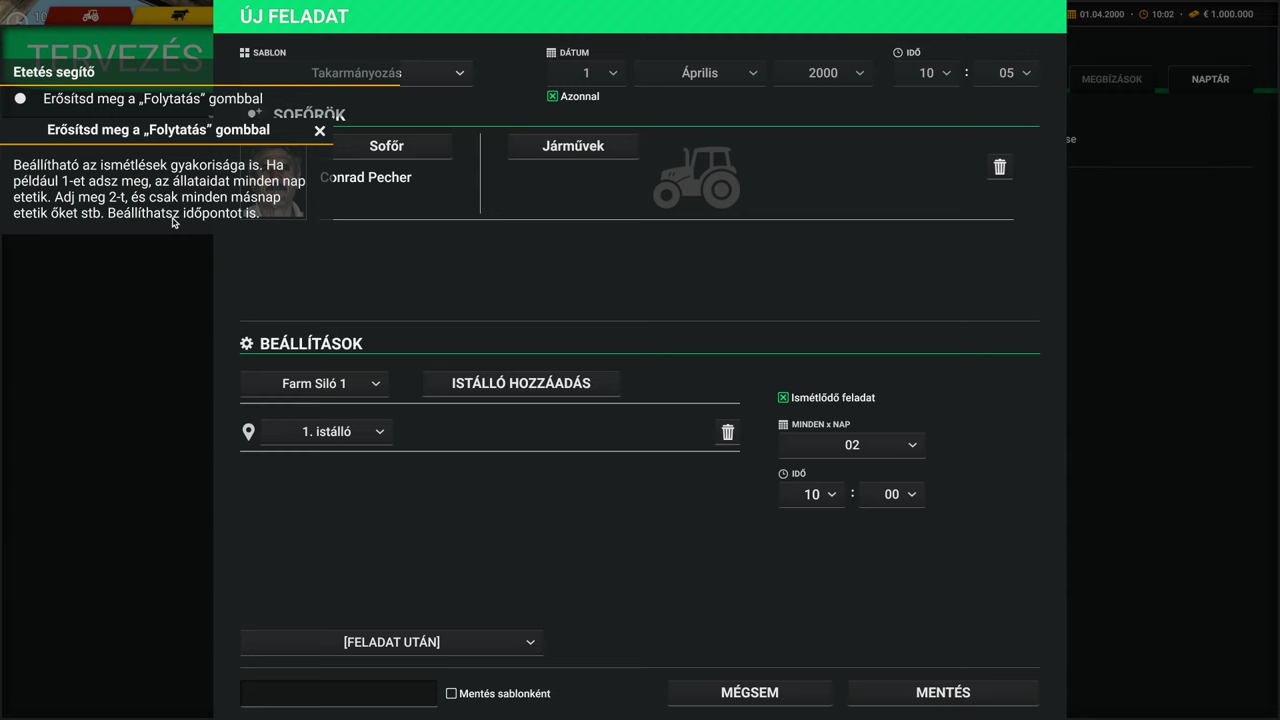 ÚJ FELADAT
01.04.2000 • 10:02 • € 1.000.000
TERVEZÉS
MEGBÍZÁSOK
NAPTÁR
Etetés segítő
Erősítsd meg a „Folytatás” gombbal
Erősítsd meg a „Folytatás” gombbal
Beállítható az ismétlések gyakorisága is. Ha
például 1-et adsz meg, az állataidat minden nap
etetik. Adj meg 2-t, és csak minden másnap
etetik őket stb. Beállíthatsz időpontot is.
SABLON
Takarmányozás
DÁTUM
1
Április
2000
IDŐ
10 : 05
Azonnal
SOFŐRÖK
Sofőr
Járművek
Conrad Pecher
BEÁLLÍTÁSOK
Farm Siló 1
ISTÁLLÓ HOZZÁADÁS
1. istálló
Ismétlődő feladat
MINDEN x NAP
02
IDŐ
10 : 00
[FELADAT UTÁN]
Mentés sablonként
MÉGSEM
MENTÉS